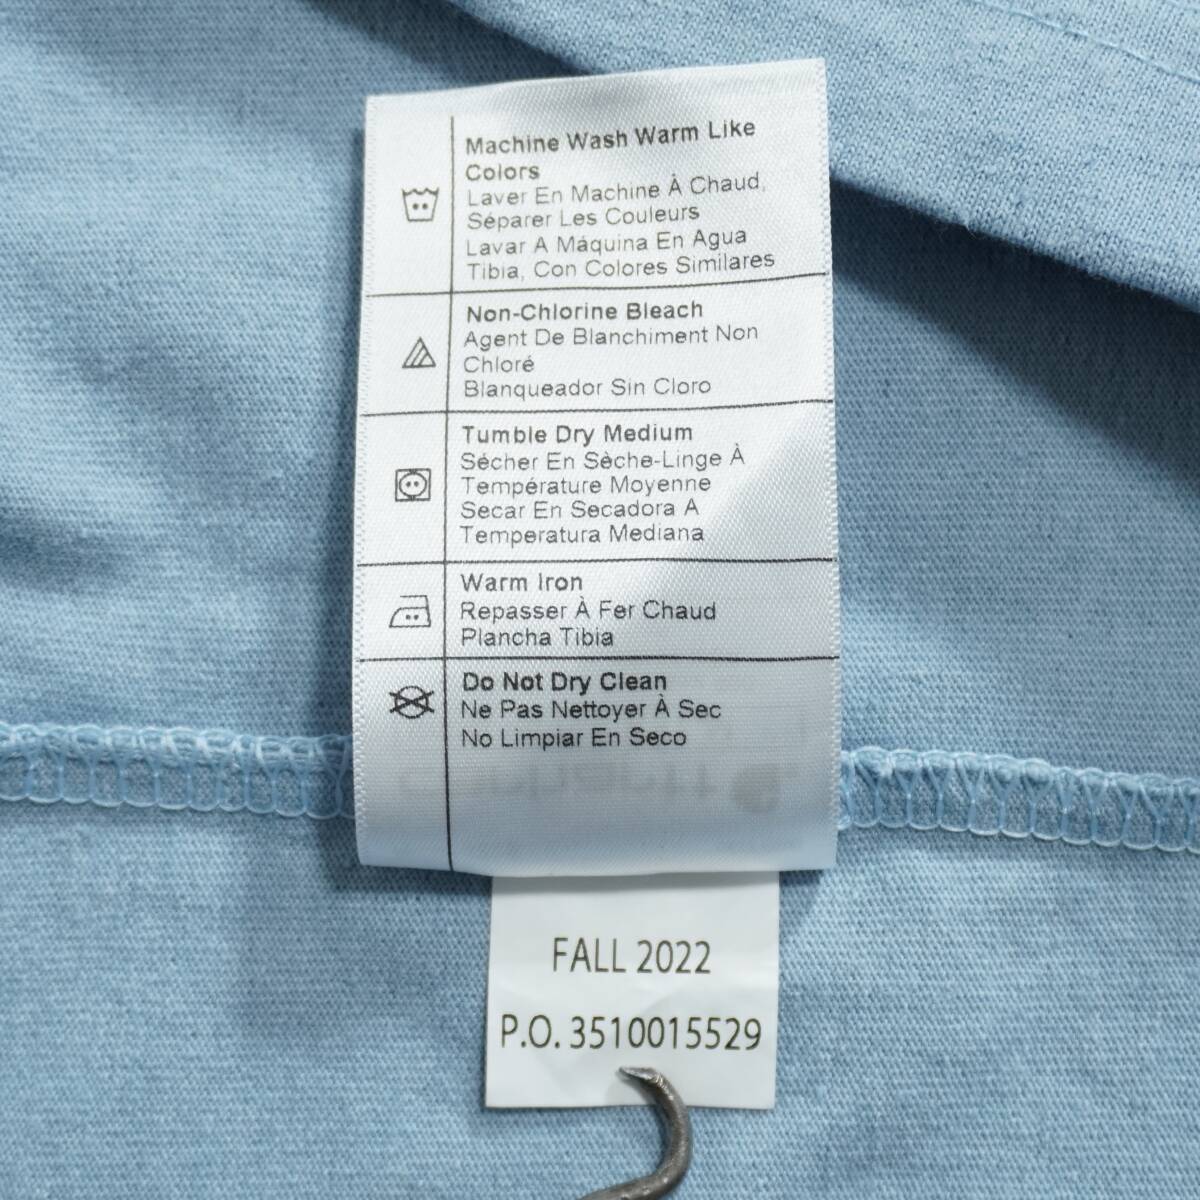 Machine Wash Warm Like
Colors
Laver En Machine À Chaud,
Séparer Les Couleurs
Lavar A Máquina En Agua
Tibia, Con Colores Similares
Non-Chlorine Bleach
Agent De Blanchiment Non
Chloré
Blanqueador Sin Cloro
Tumble Dry Medium
Sécher En Sèche-Linge À
Température Moyenne
Secar En Secadora A
Temperatura Mediana
Warm Iron
Repasser À Fer Chaud
Plancha Tibia
Do Not Dry Clean
Ne Pas Nettoyer À Sec
No Limpiar En Seco
FALL 2022
P.O. 3510015529